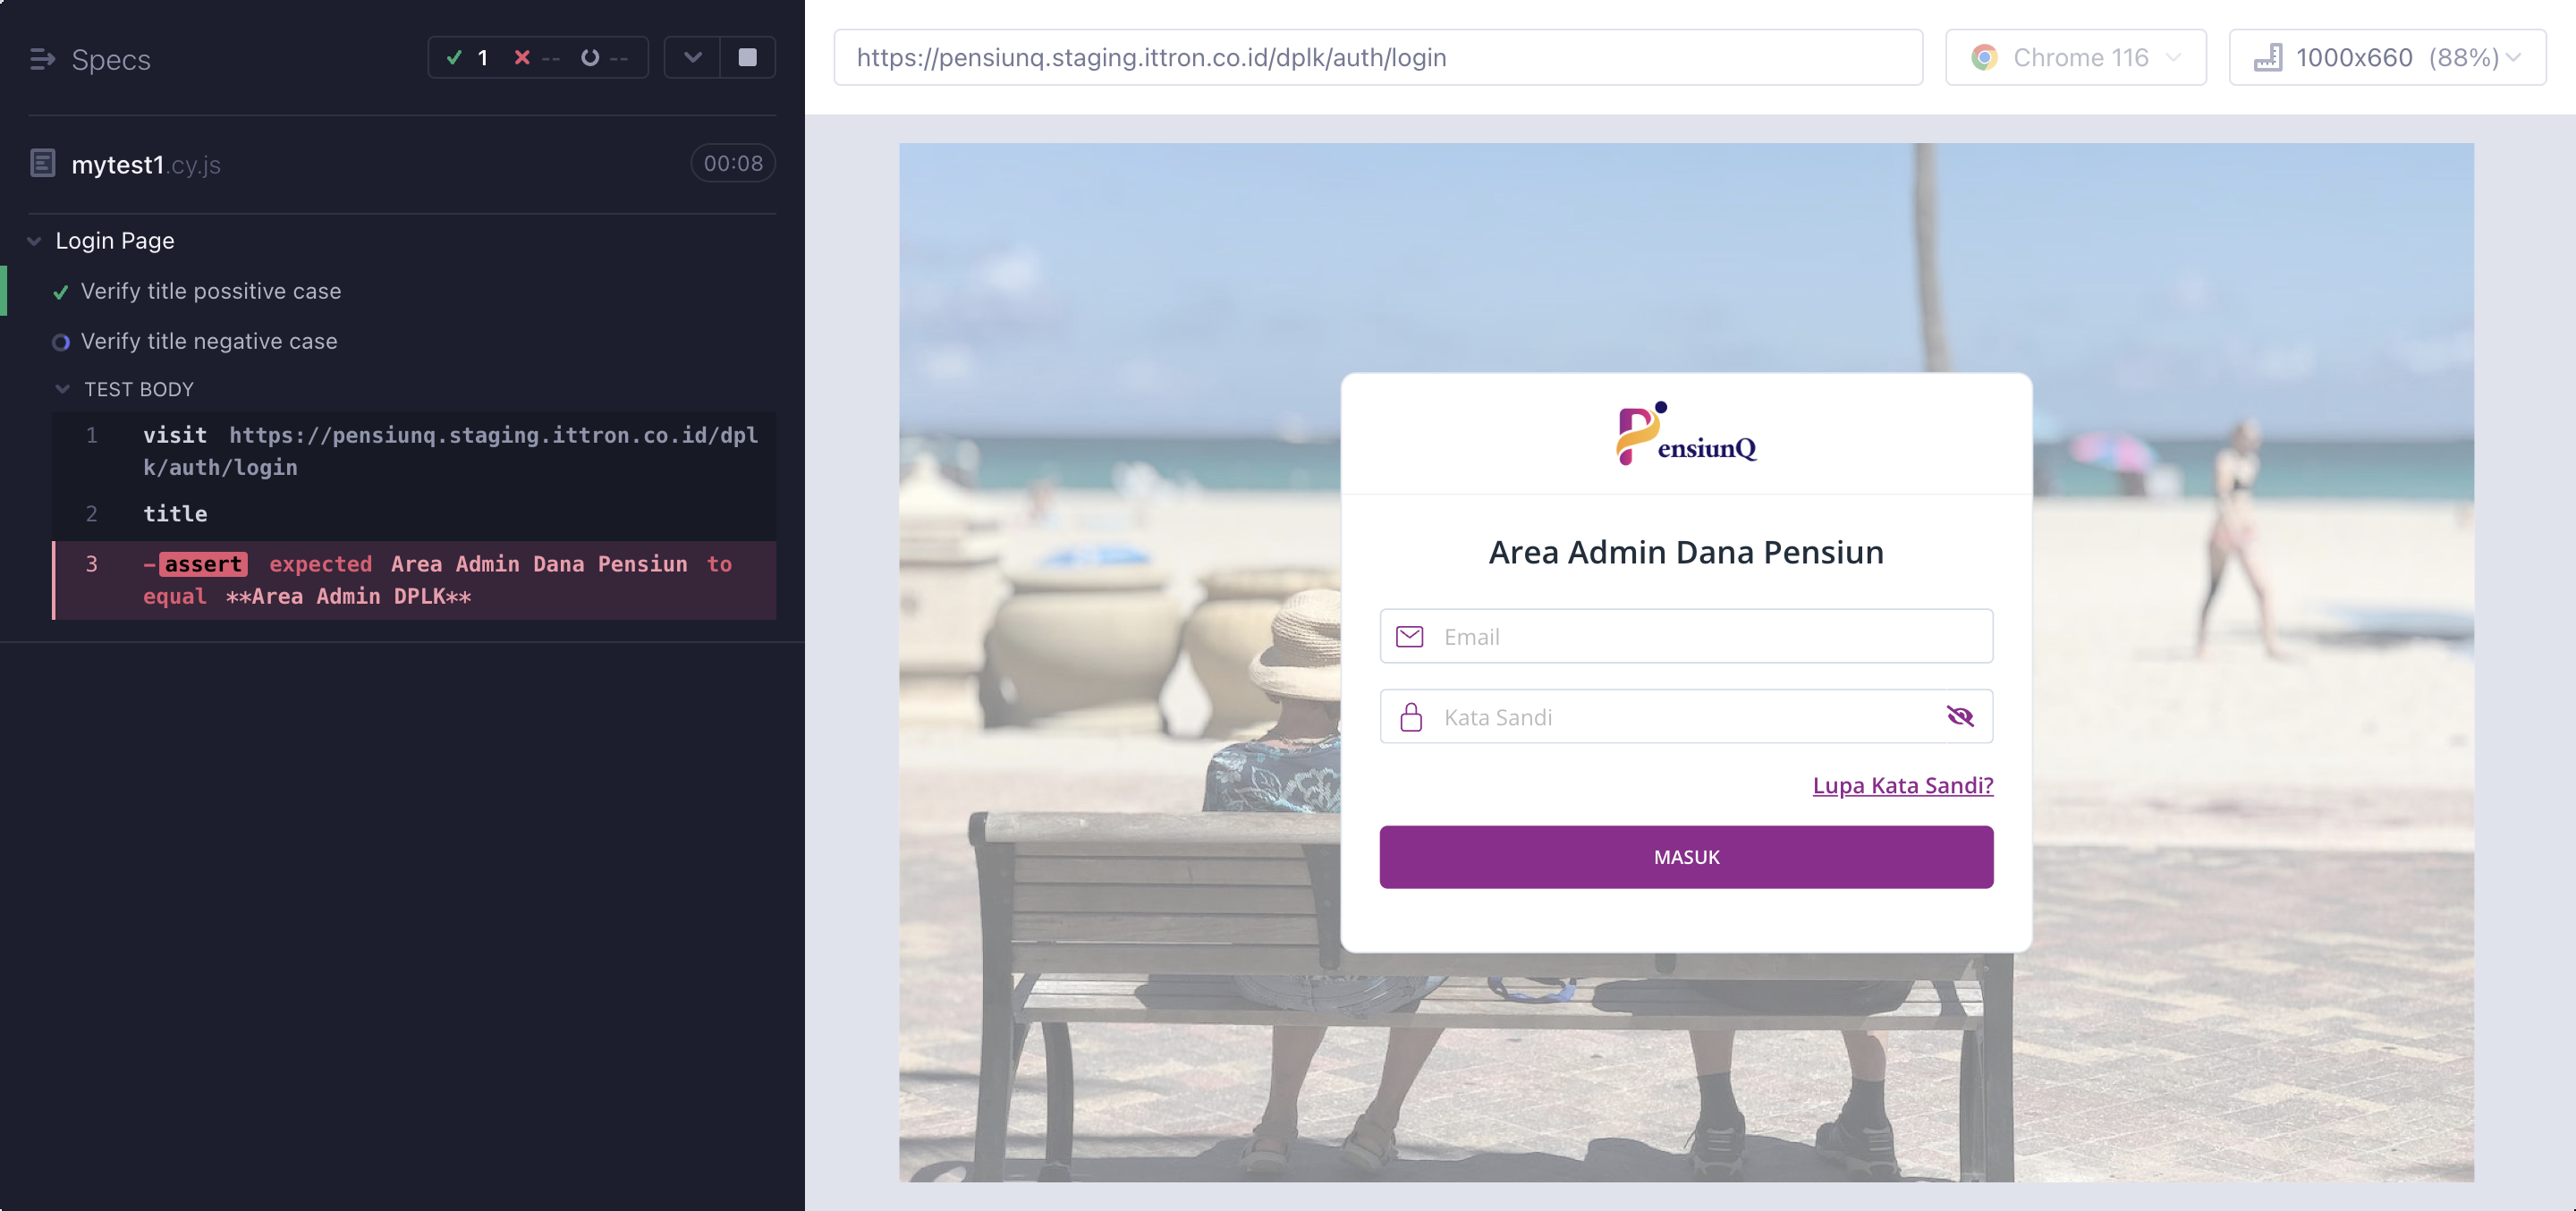 Specs
1
--
--
mytest1.cy.js
00:08
Login Page
Verify title possitive case
Verify title negative case
TEST BODY
1 visit https://pensiunq.staging.ittron.co.id/dpl
k/auth/login
2 title
3 -assert expected Area Admin Dana Pensiun to
equal **Area Admin DPLK**
https://pensiunq.staging.ittron.co.id/dplk/auth/login
Chrome 116
1000x660 (88%)
PensiunQ
Area Admin Dana Pensiun
Email
Kata Sandi
Lupa Kata Sandi?
MASUK